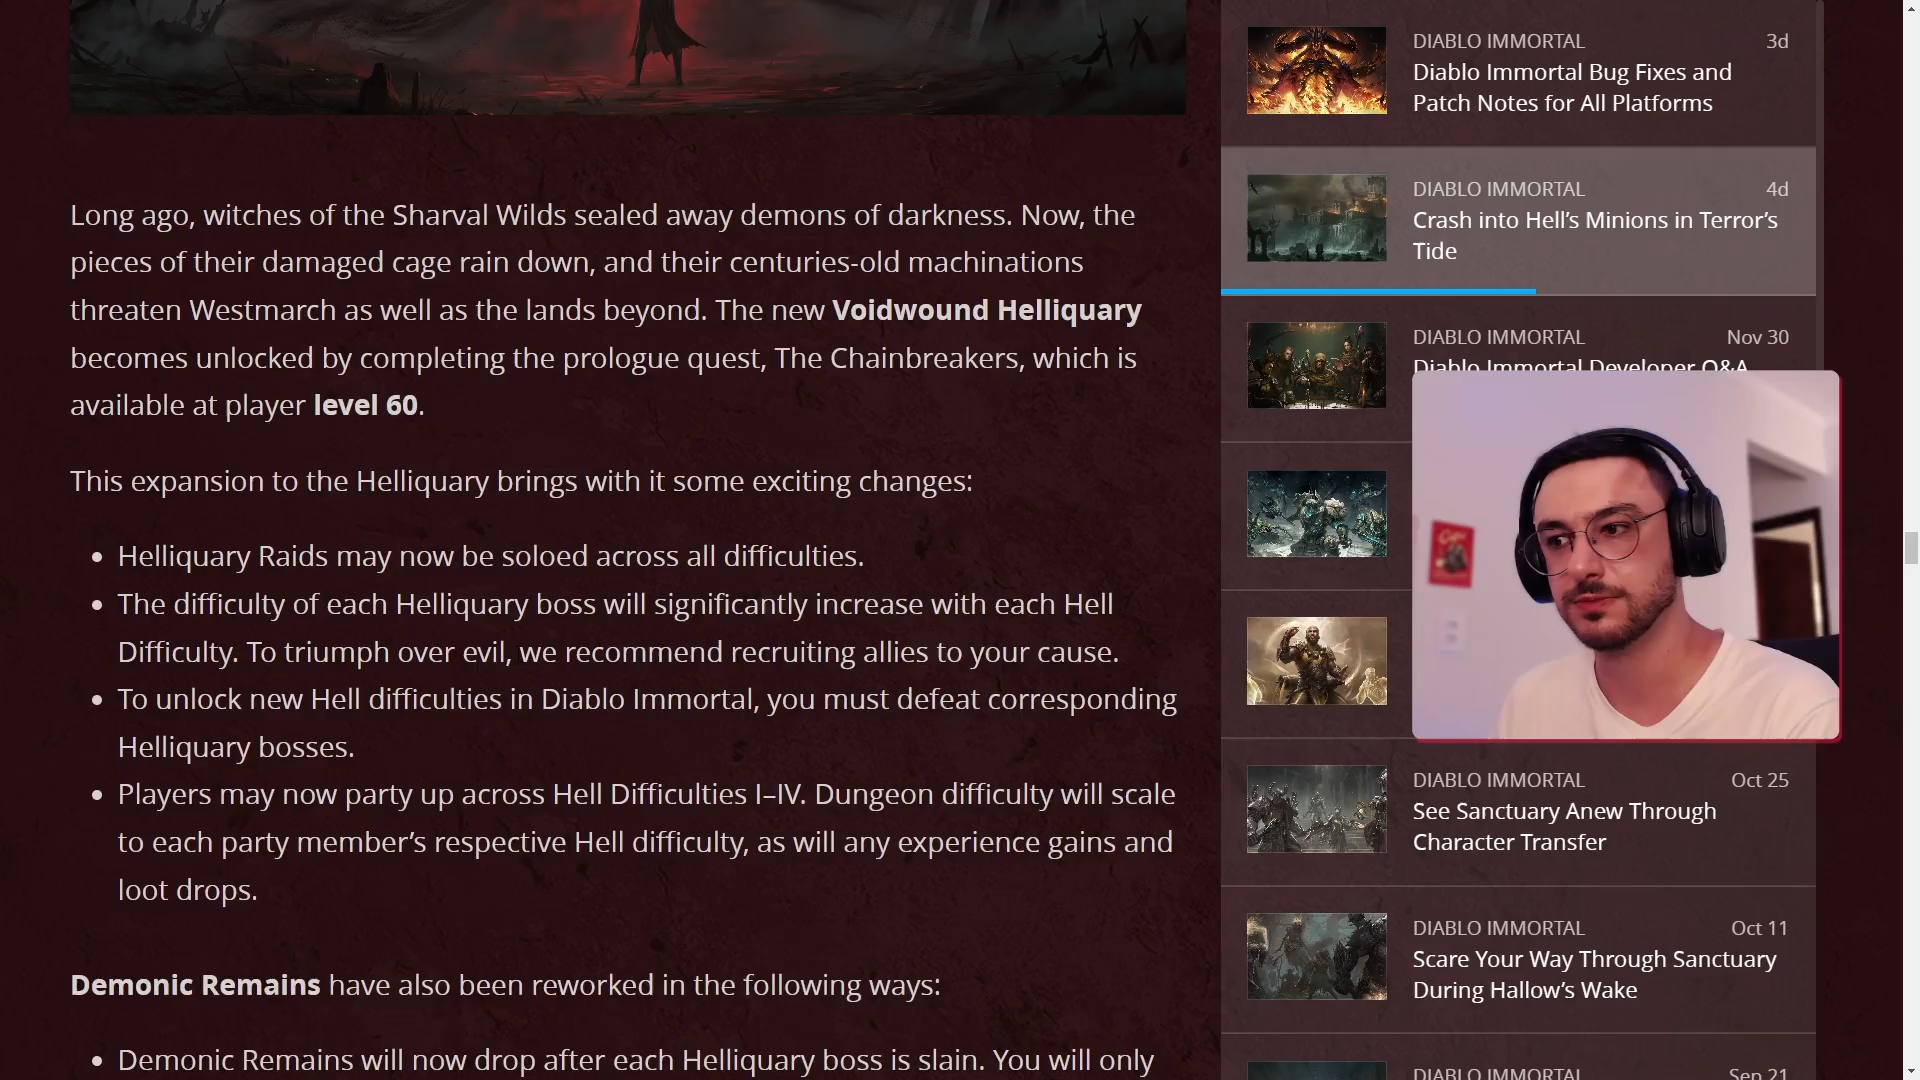 Long ago, witches of the Sharval Wilds sealed away demons of darkness. Now, the
pieces of their damaged cage rain down, and their centuries-old machinations
threaten Westmarch as well as the lands beyond. The new Voidwound Helliquary
becomes unlocked by completing the prologue quest, The Chainbreakers, which is
available at player level 60.
This expansion to the Helliquary brings with it some exciting changes:
• Helliquary Raids may now be soloed across all difficulties.
• The difficulty of each Helliquary boss will significantly increase with each Hell
Difficulty. To triumph over evil, we recommend recruiting allies to your cause.
• To unlock new Hell difficulties in Diablo Immortal, you must defeat corresponding
Helliquary bosses.
• Players may now party up across Hell Difficulties I–IV. Dungeon difficulty will scale
to each party member’s respective Hell difficulty, as will any experience gains and
loot drops.
Demonic Remains have also been reworked in the following ways:
• Demonic Remains will now drop after each Helliquary boss is slain. You will only
DIABLO IMMORTAL 3d
Diablo Immortal Bug Fixes and
Patch Notes for All Platforms
DIABLO IMMORTAL 4d
Crash into Hell’s Minions in Terror’s
Tide
DIABLO IMMORTAL Nov 30
Diablo Immortal Developer Q&A
DIABLO IMMORTAL Oct 25
See Sanctuary Anew Through
Character Transfer
DIABLO IMMORTAL Oct 11
Scare Your Way Through Sanctuary
During Hallow’s Wake
DIABLO IMMORTAL Sep 21